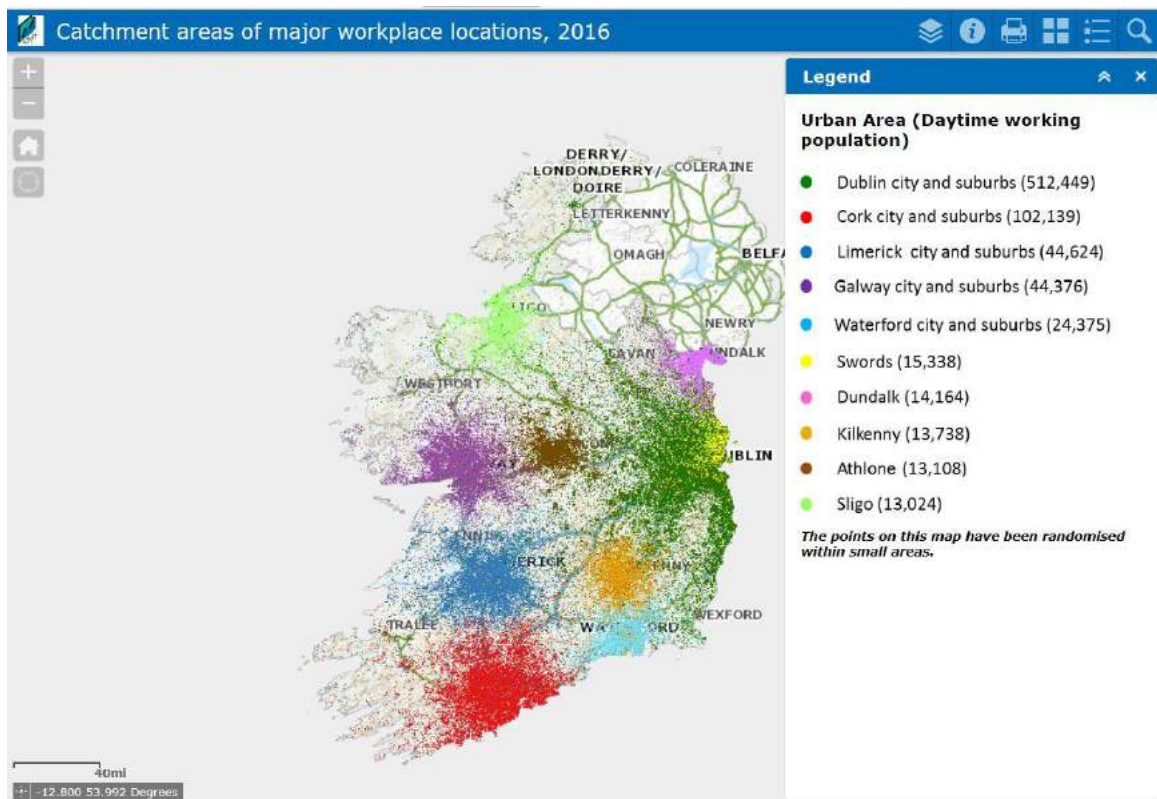 Catchment areas of major workplace locations, 2016
Legend
Urban Area (Daytime working
population)
Dublin city and suburbs (512,449)
Cork city and suburbs (102,139)
Limerick city and suburbs (44,624)
Galway city and suburbs (44,376)
Waterford city and suburbs (24,375)
Swords (15,338)
Dundalk (14,164)
Kilkenny (13,738)
Athlone (13,108)
Sligo (13,024)
The points on this map have been randomised
within small areas.
DERRY/
LONDONDERRY/
DOIRE
COLERAINE
LETTERKENNY
OMAGH
BELFA
NEWRY
WESTPORT
TRALEE
WEXFORD
40mi
-12.800 53.992 Degrees